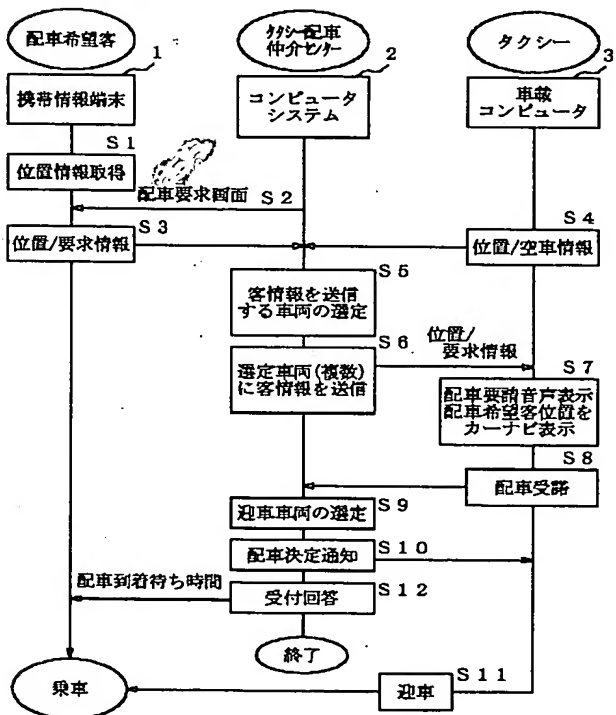 配車希望客
タクシー配車
仲介センター
タクシー
1
2
3
携帯情報端末
コンピュータ
システム
車載
コンピュータ
S1
位置情報取得
配車要求画面
S2
S3
位置/要求情報
S4
位置/空車情報
S5
客情報を送信
する車両の選定
S6
選定車両(複数)
に客情報を送信
位置/
要求情報
S7
配車要請音声表示
配車希望客位置を
カーナビ表示
S8
配車受諾
S9
迎車車両の選定
S10
配車決定通知
配車到着待ち時間
S12
受付回答
終了
S11
乗車
迎車